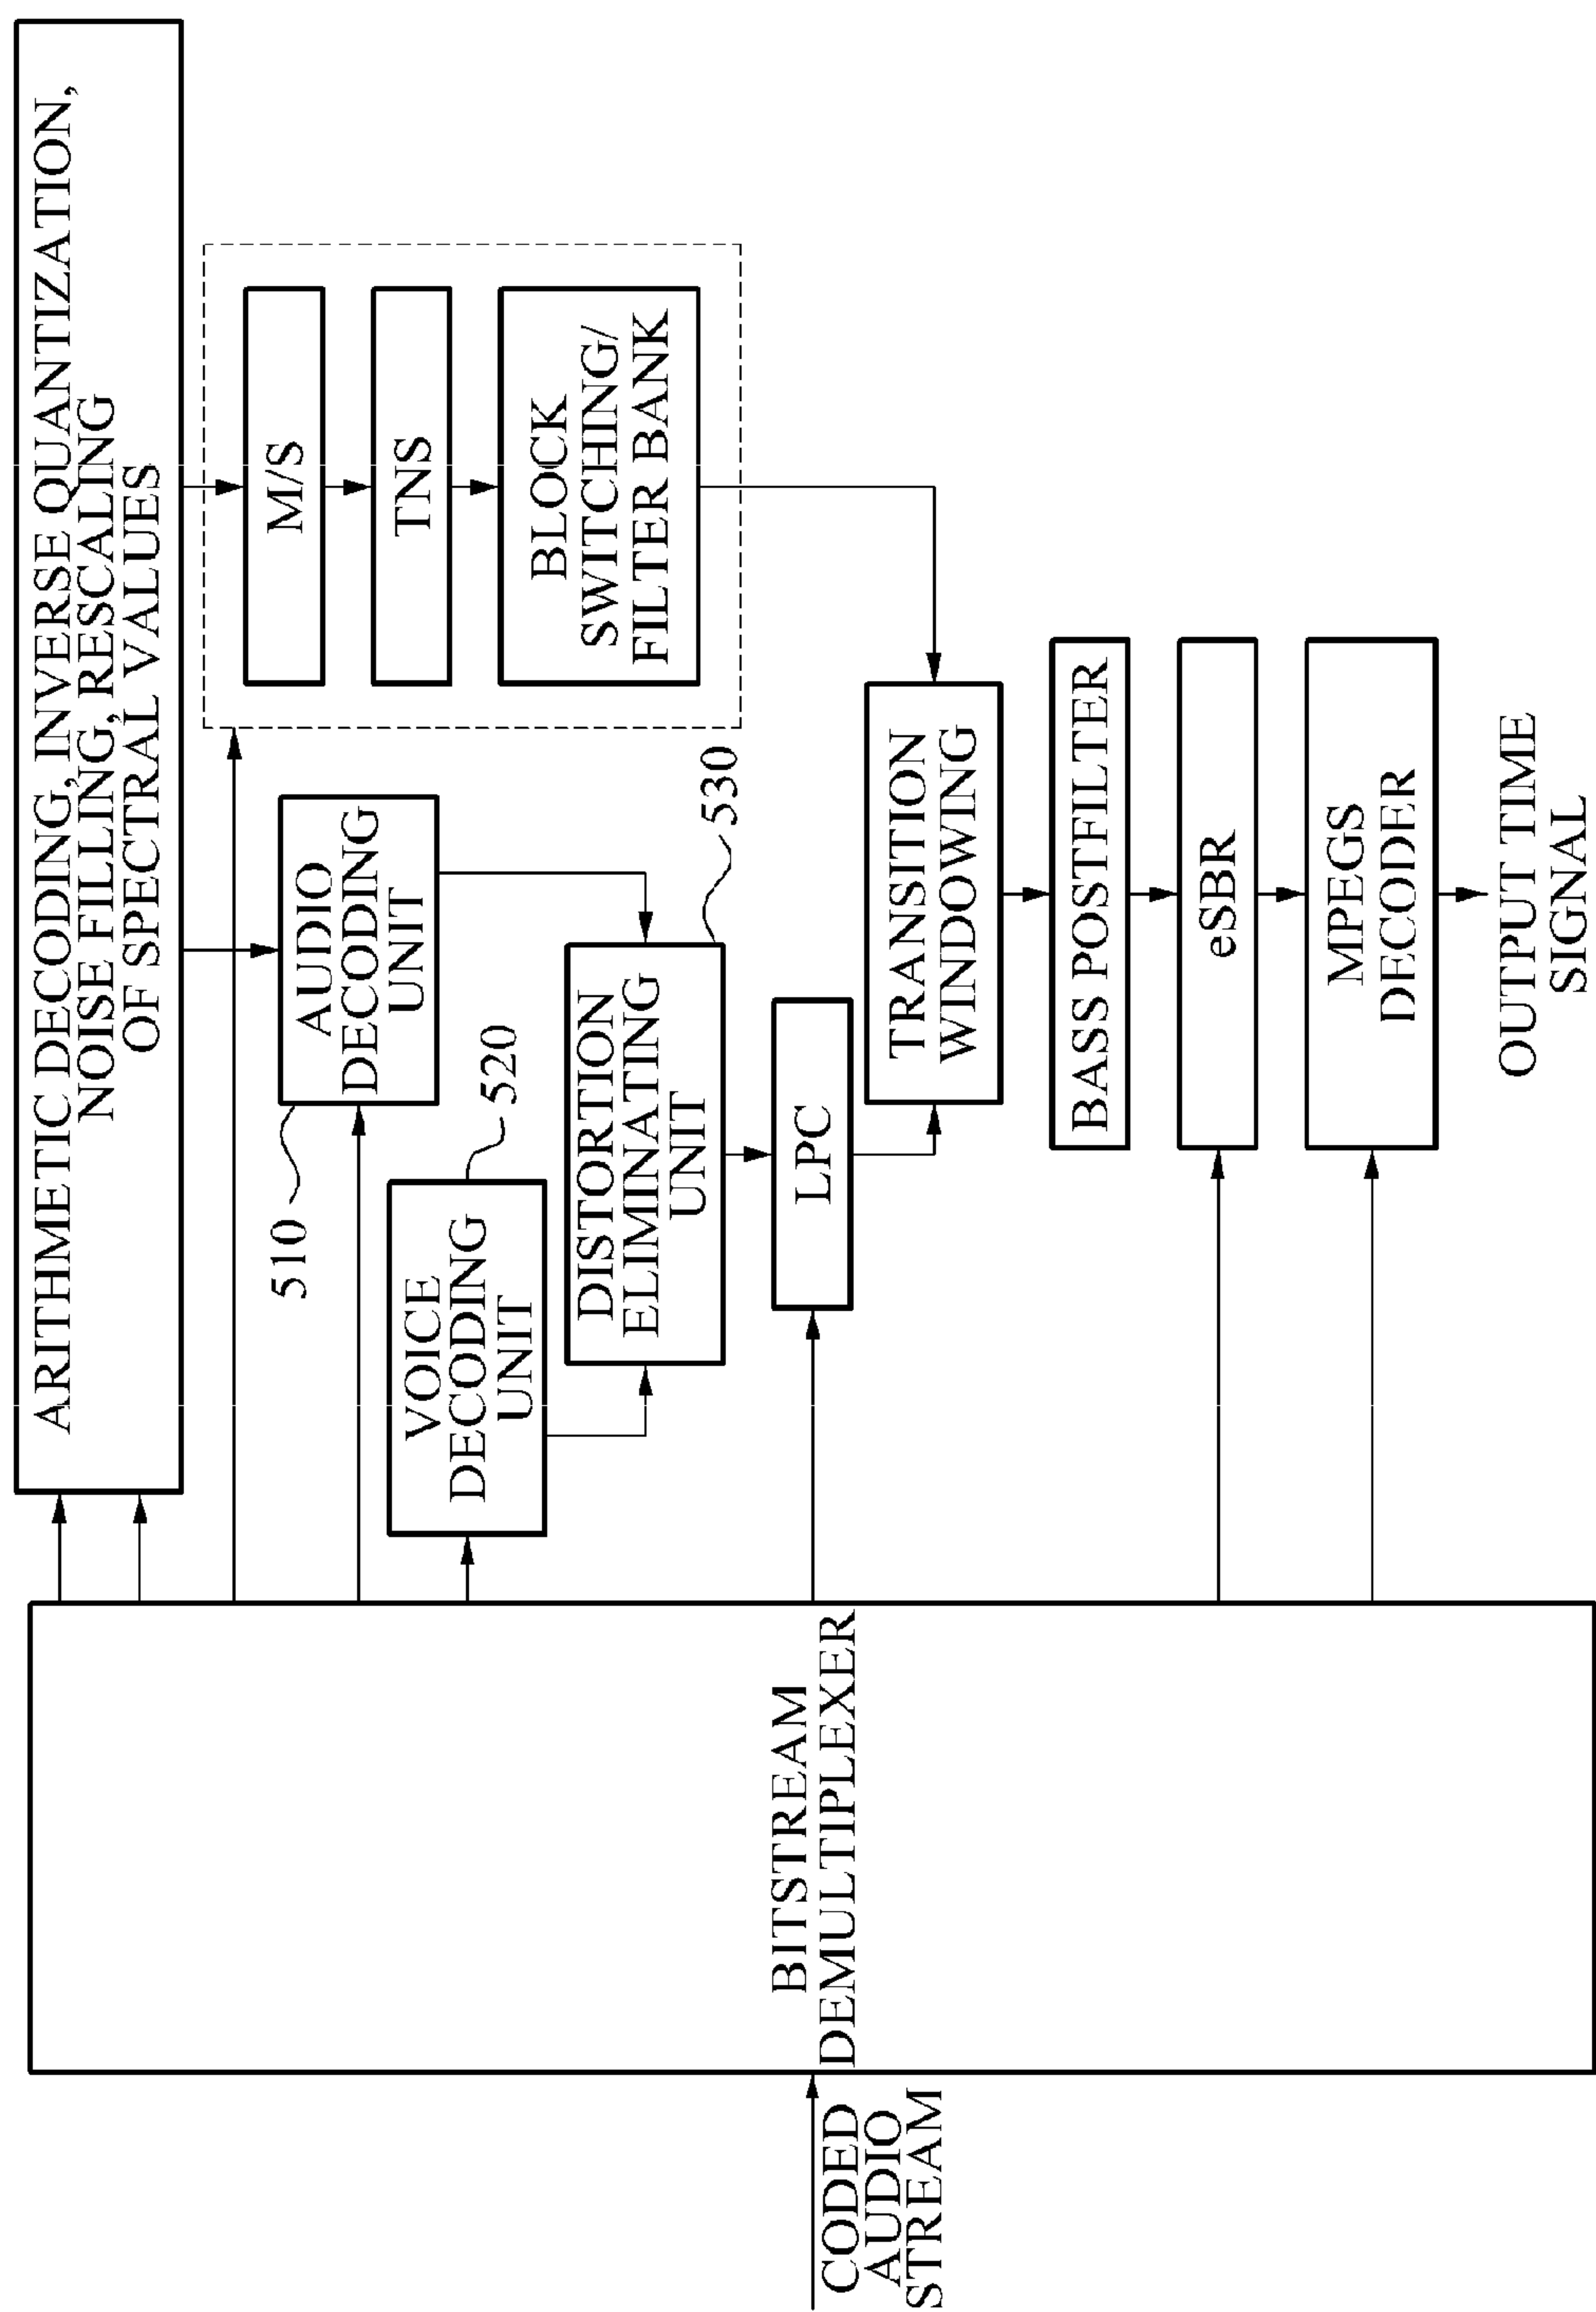 ARITHMETIC DECODING, INVERSE QUANTIZATION,
NOISE FILLING, RESCALING
OF SPECTRAL VALUES
M/S
TNS
BLOCK
SWITCHING/
FILTER BANK
510
AUDIO
DECODING
UNIT
520
VOICE
DECODING
UNIT
530
DISTORTION
ELIMINATING
UNIT
LPC
CODED
AUDIO
STREAM
BITSTREAM
DEMULTIPLEXER
TRANSITION
WINDOWING
BASS POSTFILTER
eSBR
MPEGS
DECODER
OUTPUT TIME
SIGNAL